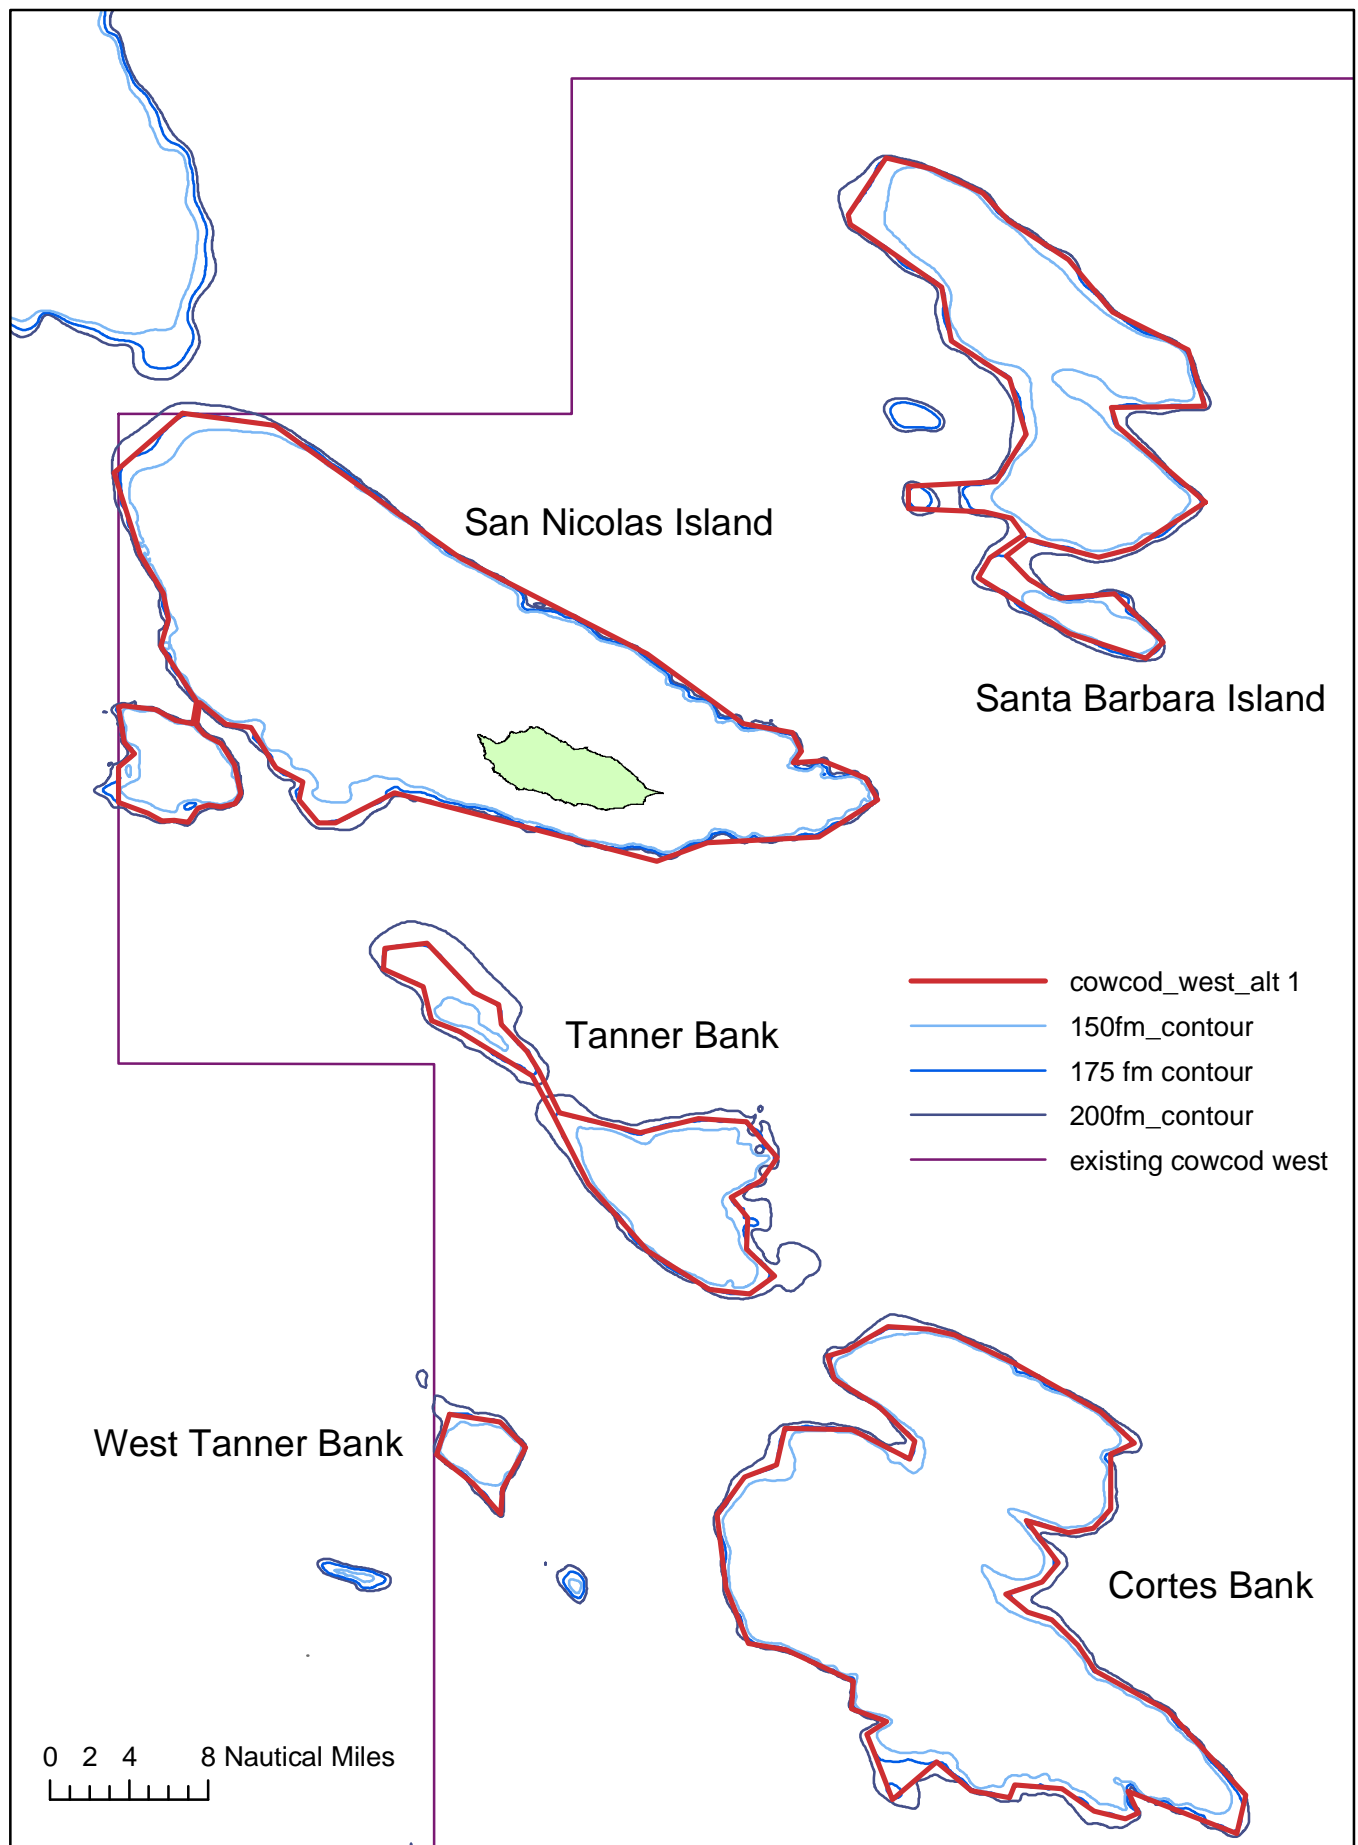 San Nicolas Island
Santa Barbara Island
cowcod_west_alt 1
150fm_contour
Tanner Bank
175 fm contour
200fm_contour
existing cowcod west
West Tanner Bank
Cortes Bank
0 2 4 8 Nautical Miles